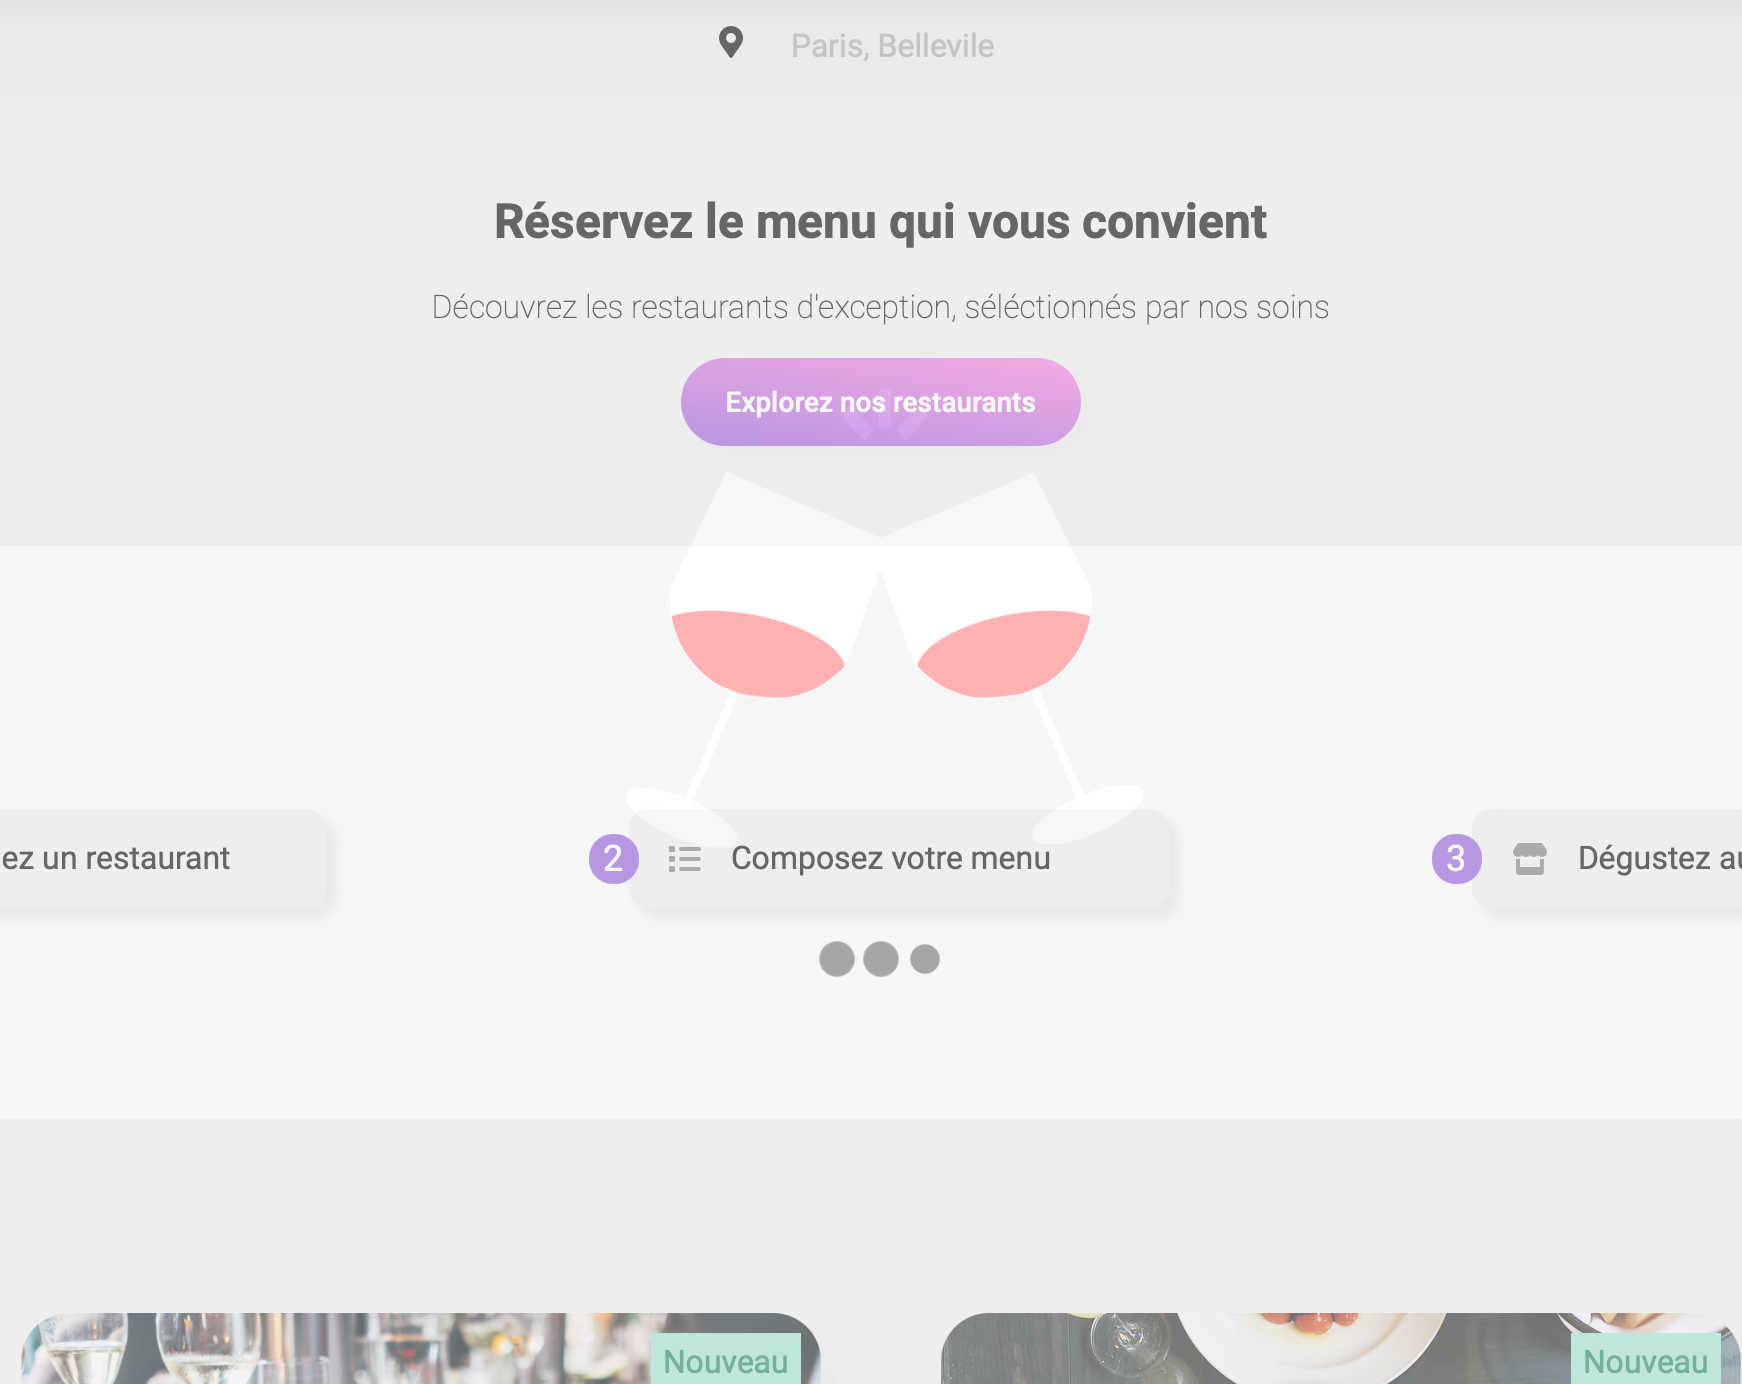 Paris, Bellevile
Réservez le menu qui vous convient
Découvrez les restaurants d'exception, séléctionnés par nos soins
Explorez nos restaurants
ez un restaurant
2 Composez votre menu
3 Dégustez au
Nouveau
Nouveau